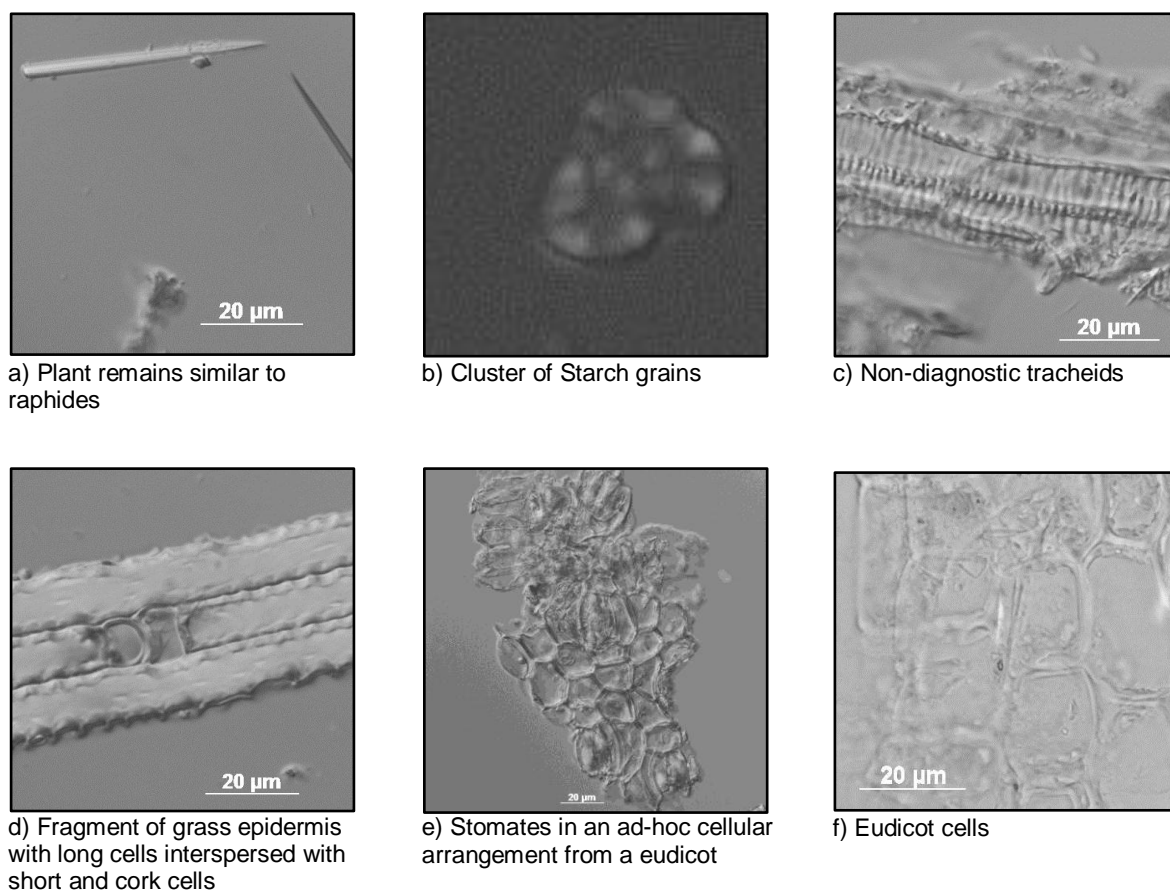 20 µm
20 µm
a) Plant remains similar to
raphides
b) Cluster of Starch grains
c) Non-diagnostic tracheids
20 µm
20 µm
20 µm
d) Fragment of grass epidermis
with long cells interspersed with
short and cork cells
e) Stomates in an ad-hoc cellular
arrangement from a eudicot
f) Eudicot cells